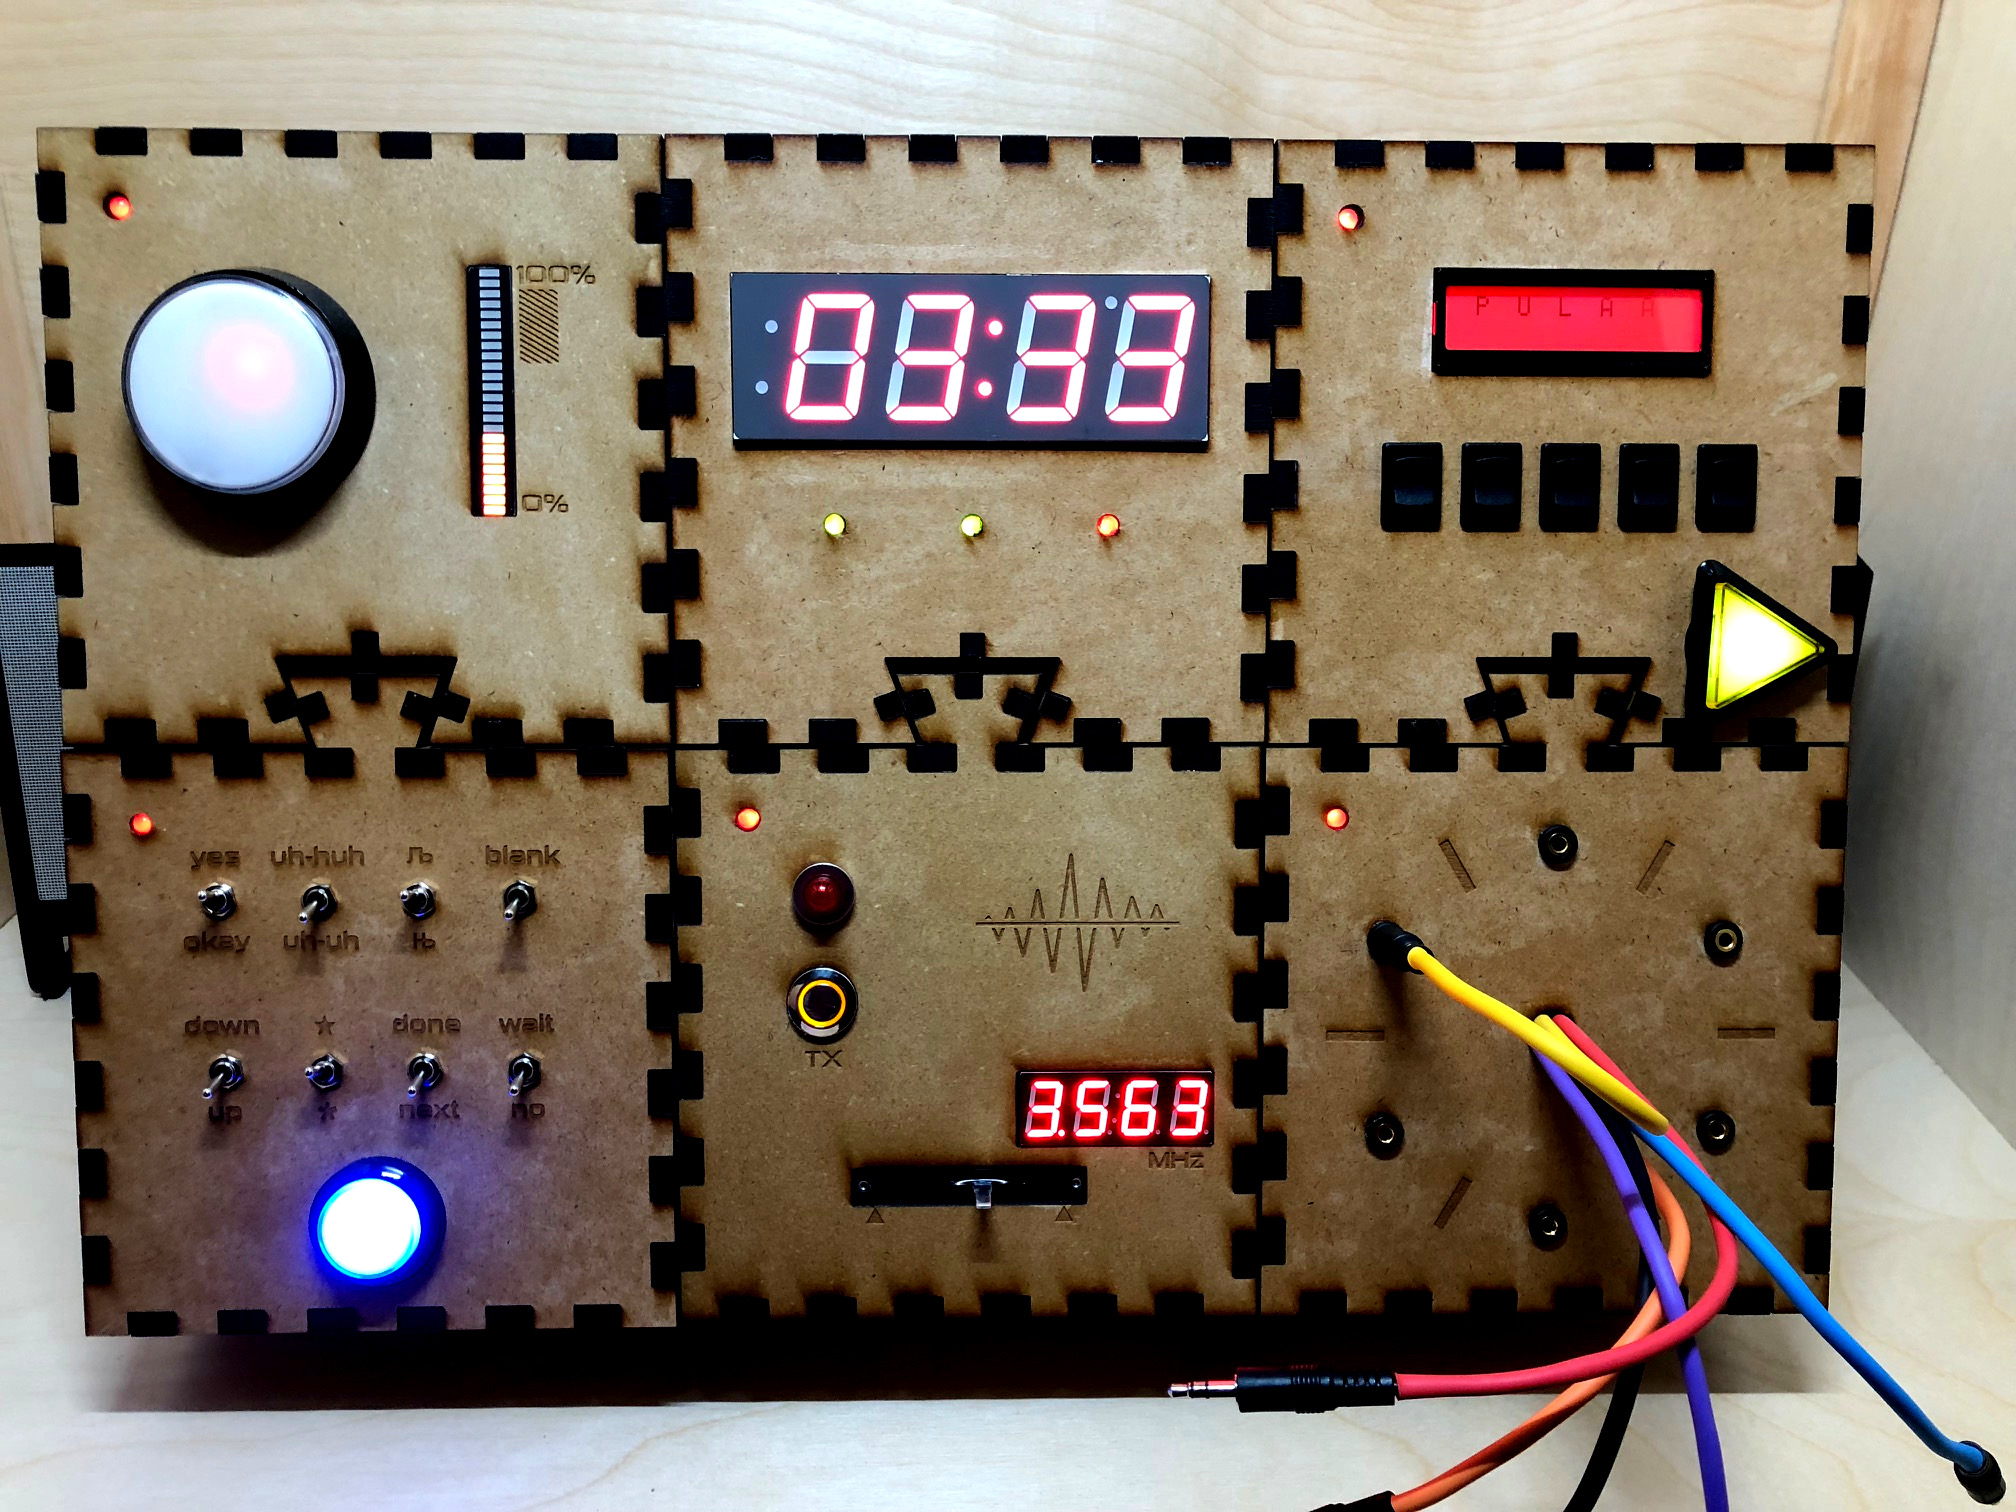 100%
0%
03:33
P U L A A
yes uh-huh Љ blank
okay uh-uh Њ
down ☆ done wait
up ☆ next no
TX
3.563
MHz